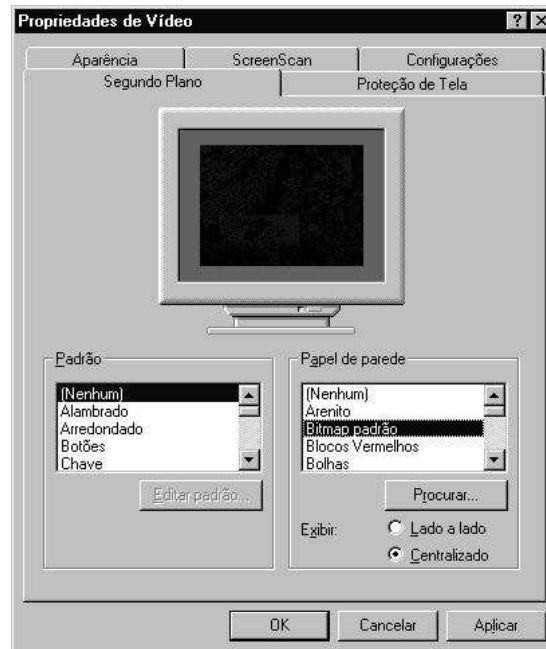 Propriedades de Vídeo
Aparência
ScreenScan
Configurações
Segundo Plano
Proteção de Tela
Padrão
(Nenhum)
Alambrado
Arredondado
Botões
Chave
Editar padrão...
Papel de parede
(Nenhum)
Arenito
Bitmap padrão
Blocos Vermelhos
Bolhas
Procurar...
Exibir:
Lado a lado
Centralizado
OK
Cancelar
Aplicar